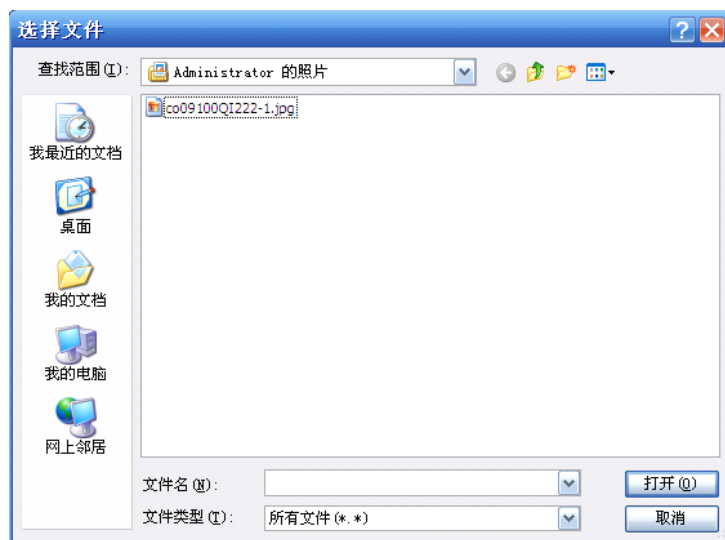 选择文件
查找范围(I):
Administrator 的照片
co09100QI222-1.jpg
我最近的文档
桌面
我的文档
我的电脑
网上邻居
文件名(N):
打开(O)
文件类型(T):
所有文件(*.*)
取消